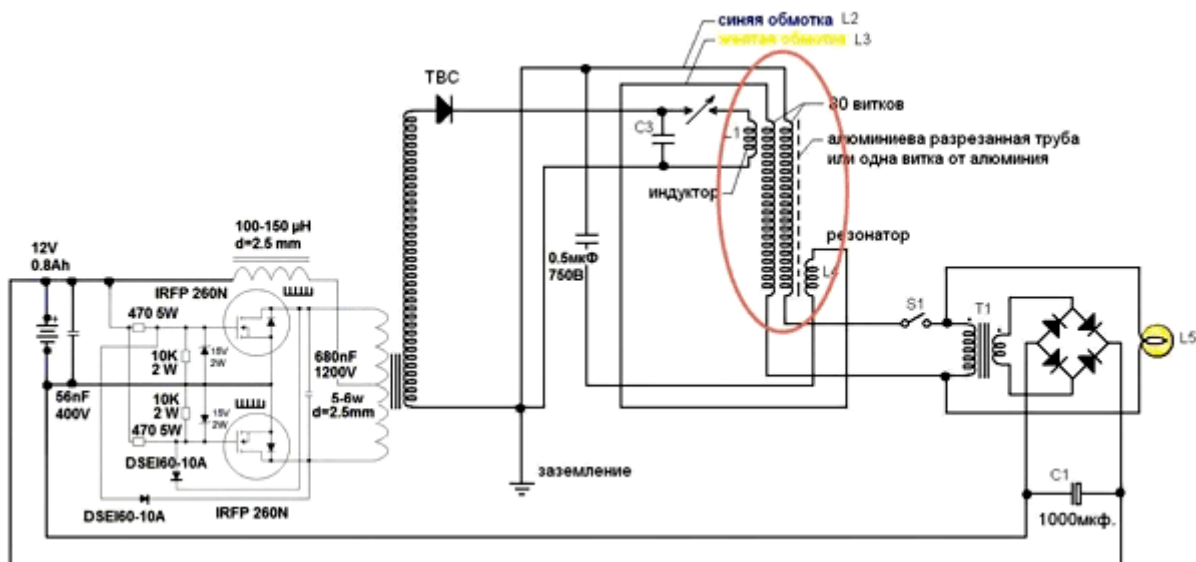 синяя обмотка L2
желтая обмотка L3
ТВС
80 витков
C3
L1
алюминиева разрезанная труба
или одна витка от алюминия
индуктор
100-150 µH
d=2.5 mm
резонатор
12V
0.8Ah
0.5мкФ
750В
L4
IRFP 260N
S1
T1
470 5W
L5
15V
2W
10K
2 W
680nF
1200V
56nF
400V
10K
2 W
5-6w
d=2.5mm
15V
2W
470 5W
DSEI60-10A
заземление
C1
DSEI60-10A
IRFP 260N
1000мкф.